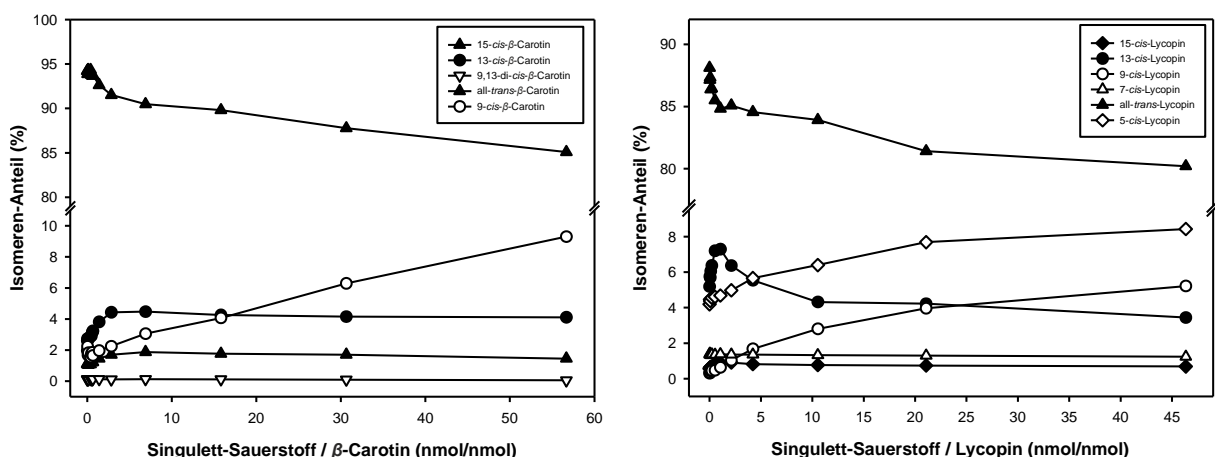 100
95
90
85
80
10
8
6
4
2
0
Isomeren-Anteil (%)
15-cis-β-Carotin
13-cis-β-Carotin
9,13-di-cis-β-Carotin
all-trans-β-Carotin
9-cis-β-Carotin
0 10 20 30 40 50 60
Singulett-Sauerstoff / β-Carotin (nmol/nmol)
90
85
80
8
6
4
2
0
Isomeren-Anteil (%)
15-cis-Lycopin
13-cis-Lycopin
9-cis-Lycopin
7-cis-Lycopin
all-trans-Lycopin
5-cis-Lycopin
0 5 10 15 20 25 30 35 40 45
Singulett-Sauerstoff / Lycopin (nmol/nmol)